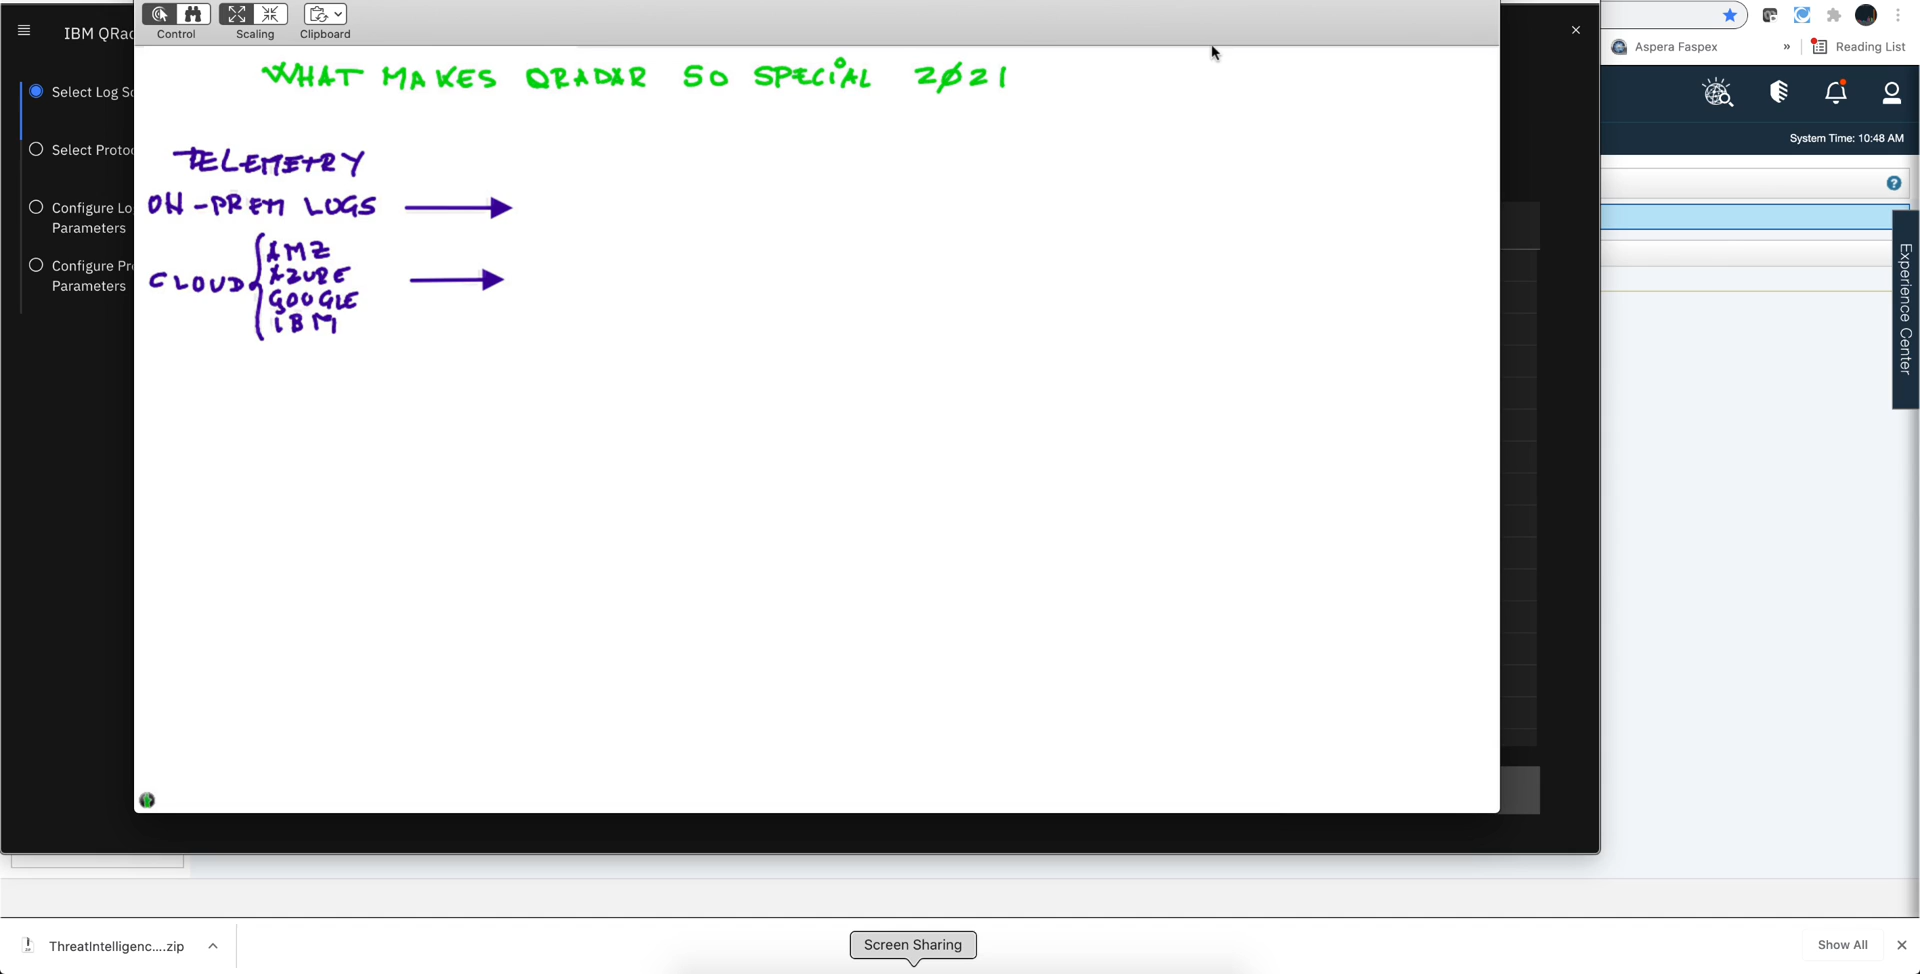 IBM QRad
Control
Scaling
Clipboard
Aspera Faspex
»
Reading List
WHAT MAKES QRADAR SO SPECIAL 2021
Select Log So
System Time: 10:48 AM
Select Protoc
TELEMETRY
ON-PREM LOGS
Configure Lo
Parameters
CLOUD
AMZ
AZURE
GOOGLE
IBM
Configure Pr
Parameters
Experience Center
ThreatIntelligenc....zip
Screen Sharing
Show All